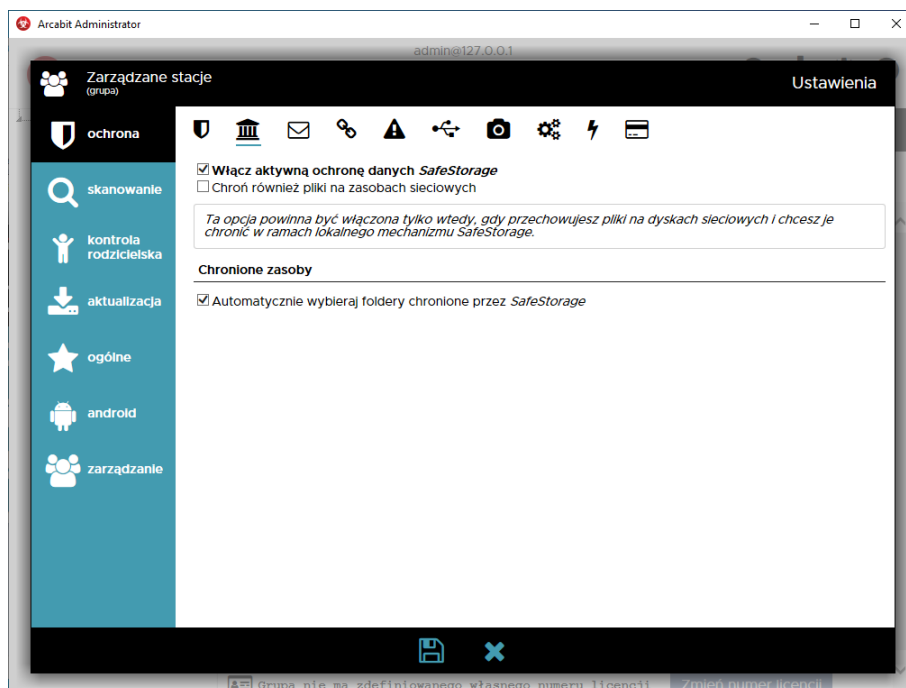 Arcabit Administrator
admin@127.0.0.1
Zarządzane stacje
(grupa)
Ustawienia
ochrona
skanowanie
kontrola
rodzicielska
aktualizacja
ogólne
android
zarządzanie
Włącz aktywną ochronę danych SafeStorage
Chroń również pliki na zasobach sieciowych
Ta opcja powinna być włączona tylko wtedy, gdy przechowujesz pliki na dyskach sieciowych i chcesz je
chronić w ramach lokalnego mechanizmu SafeStorage.
Chronione zasoby
Automatycznie wybieraj foldery chronione przez SafeStorage
Grupa nie ma zdefiniowanego własnego numeru licencji
Zmień numer licencji